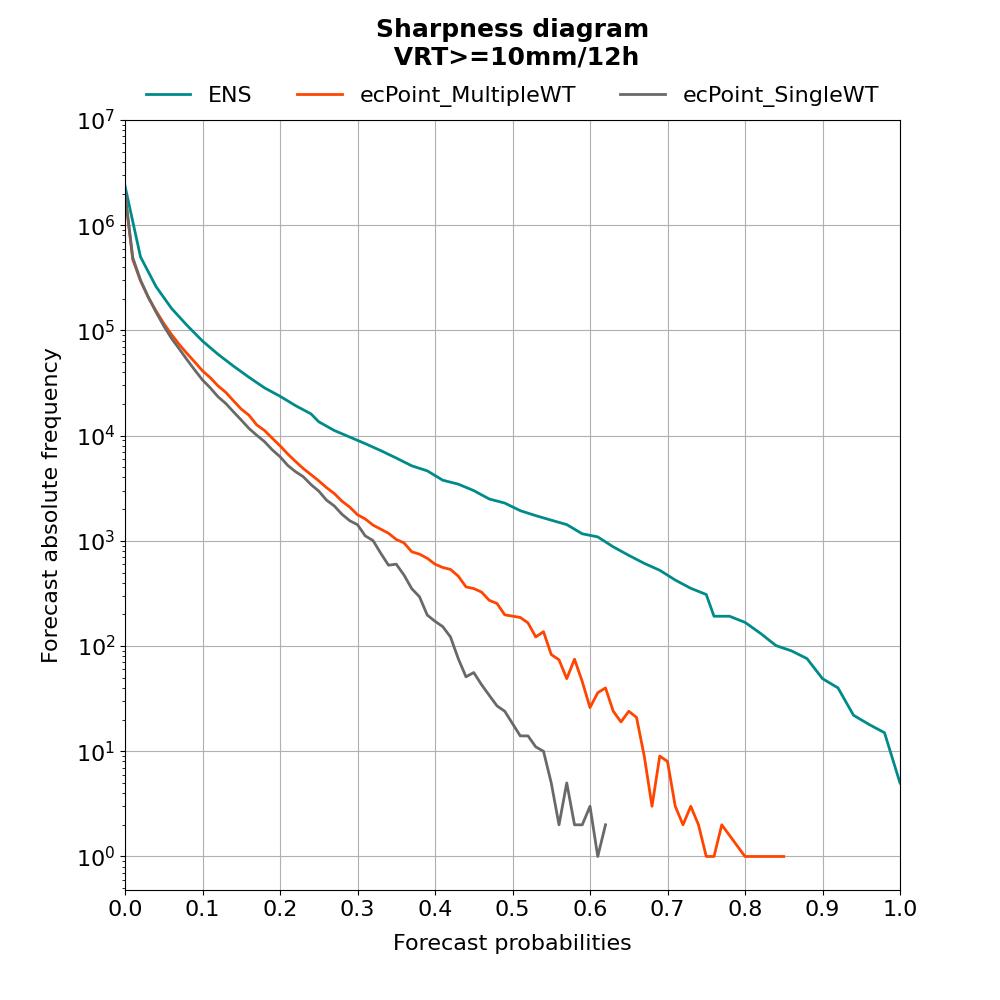 Sharpness diagram
VRT>=10mm/12h
ENS ecPoint_MultipleWT ecPoint_SingleWT
10^7
10^6
10^5
10^4
10^3
10^2
10^1
10^0
Forecast absolute frequency
0.0 0.1 0.2 0.3 0.4 0.5 0.6 0.7 0.8 0.9 1.0
Forecast probabilities